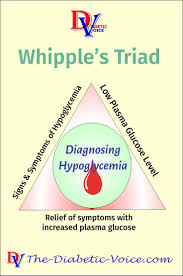 DV DIABETIC
VOICE
Whipple's Triad
Signs & Symptoms of Hypoglycemia
Low Plasma Glucose Level
Diagnosing
Hypoglycemia
Relief of symptoms with
increased plasma glucose
DV The-Diabetic-Voice.com